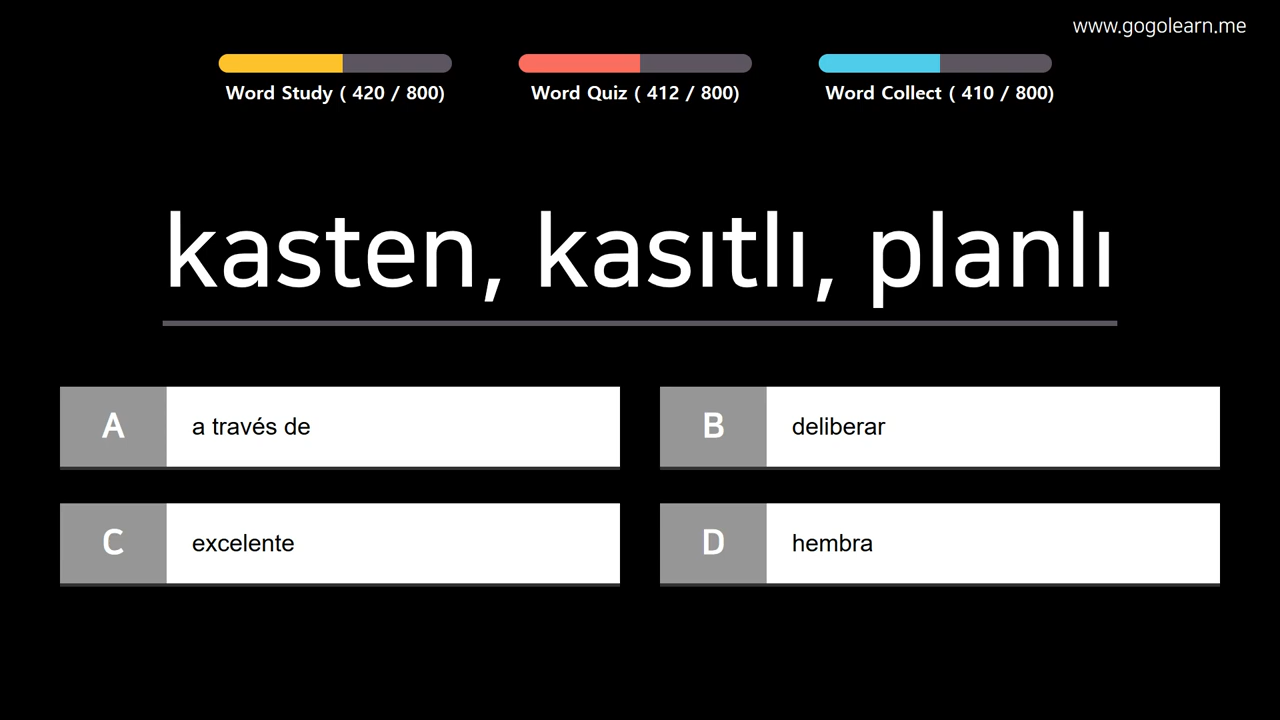 www.gogolearn.me
Word Study ( 420 / 800)
Word Quiz ( 412 / 800)
Word Collect ( 410 / 800)
kasten, kasıtlı, planlı
A
a través de
B
deliberar
C
excelente
D
hembra